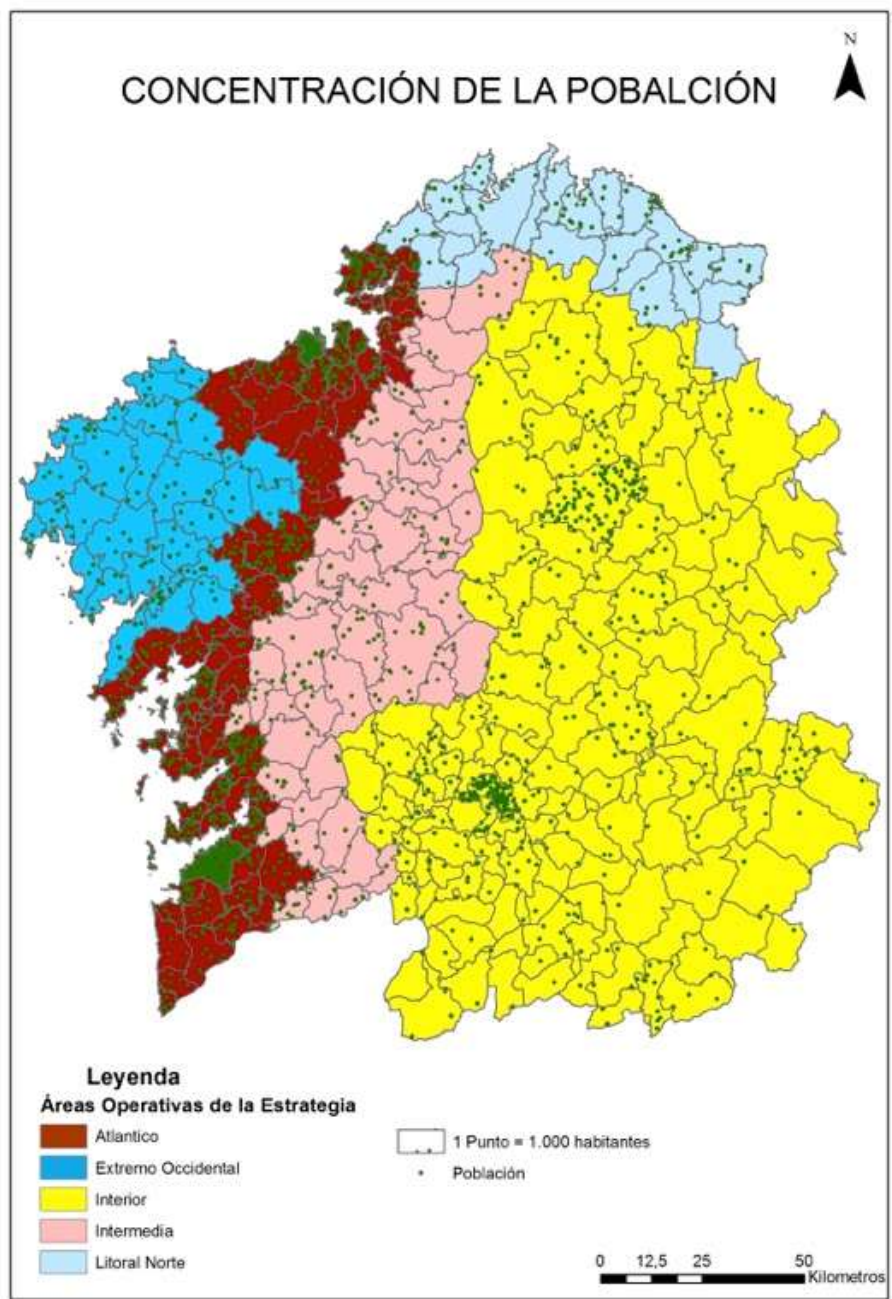 N
CONCENTRACIÓN DE LA POBALCIÓN
Leyenda
Áreas Operativas de la Estrategia
Atlantico
Extremo Occidental
Interior
Intermedia
Litoral Norte
1 Punto = 1.000 habitantes
Población
0 12,5 25 50
Kilometros